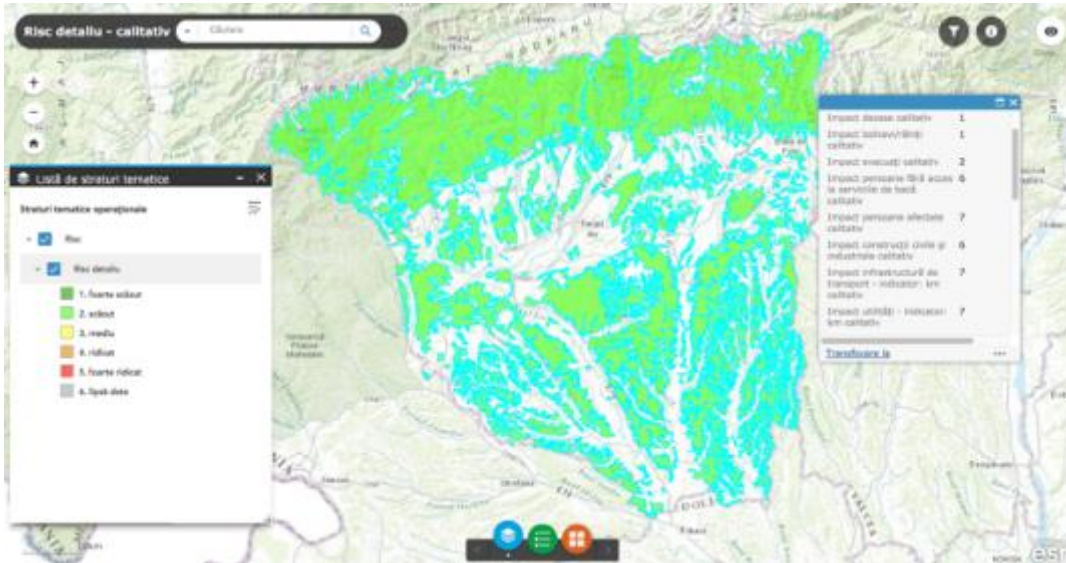 Risc detaliu - calitativ
Căutare
Listă de straturi tematice
Straturi tematice operaționale
Risc
Risc detaliu
1. foarte scăzut
2. scăzut
3. mediu
4. ridicat
5. foarte ridicat
6. lipsă date
Impact decese calitativ 1
Impact bolnavi/răniți 1
calitativ
Impact evacuați calitativ 2
Impact persoane fără acces 6
la serviciile de bază
calitativ
Impact persoane afectate 7
calitativ
Impact construcții civile și 6
industriale calitativ
Impact infrastructură de 7
transport - indicator: km
calitativ
Impact utilități - indicator: 7
km calitativ
Transfocare la
DOLJ
VALCEA
esri